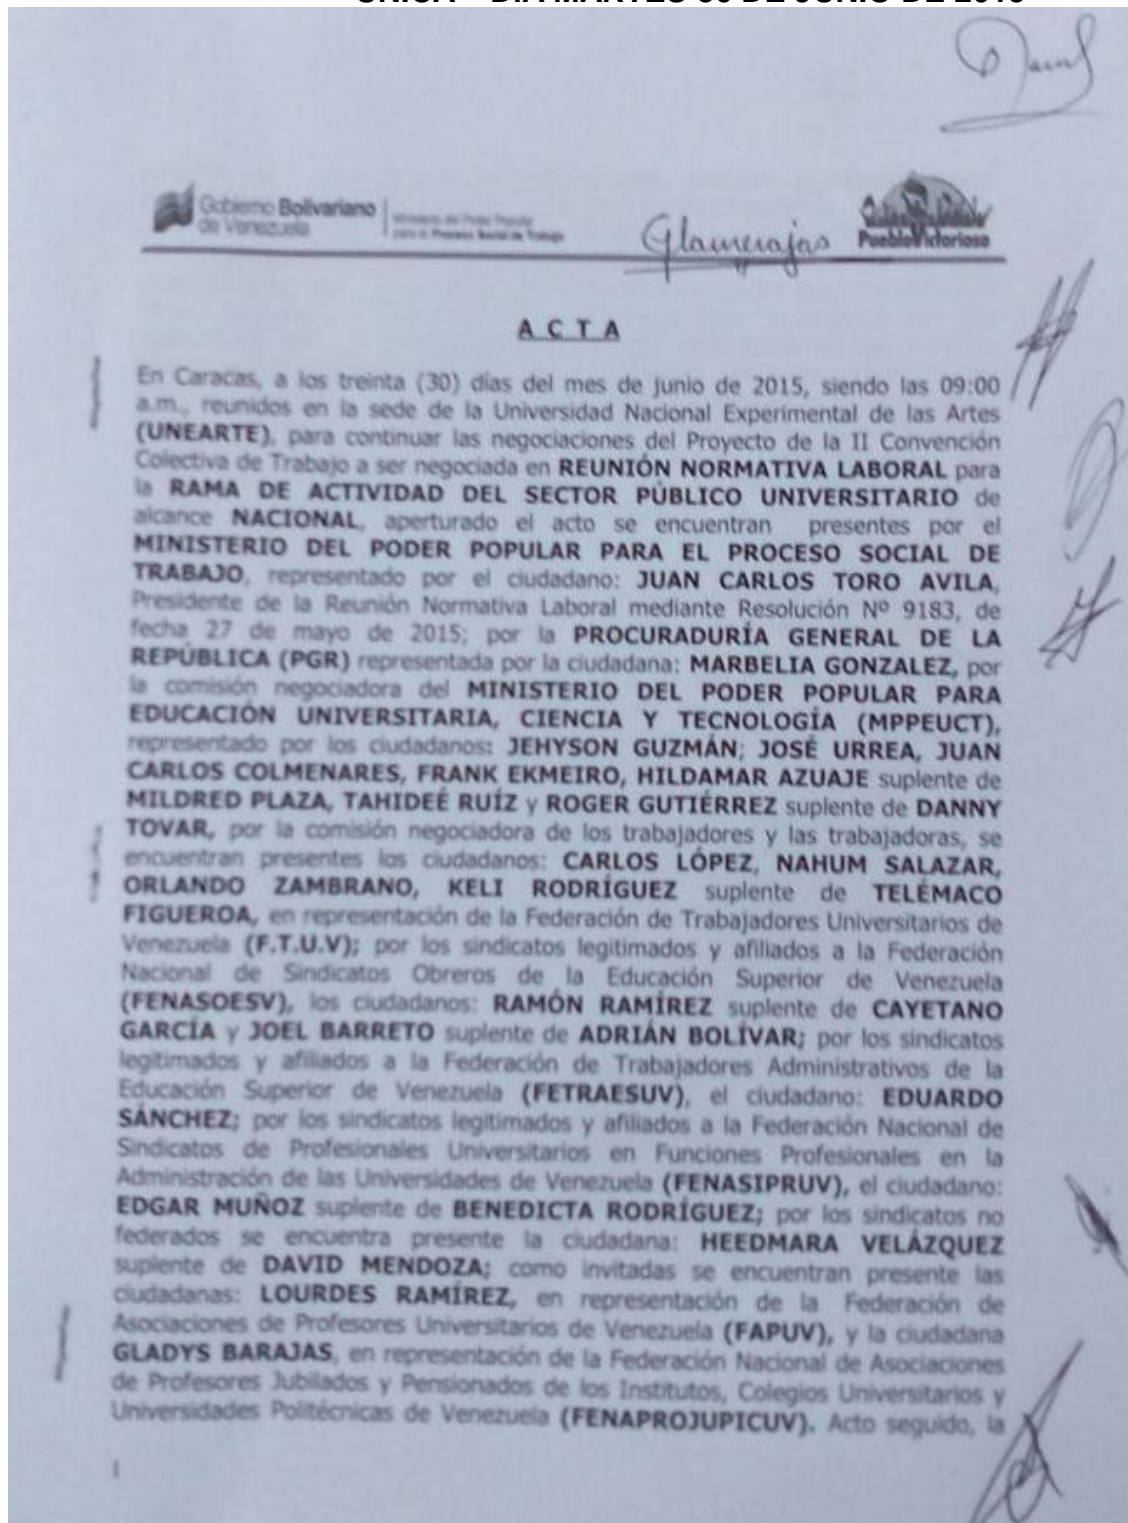 UNICA – DIA MARTES 30 DE JUNIO DE 2015
Gobierno Bolivariano
de Venezuela
Ministerio del Poder Popular
para el Proceso Social de Trabajo
PuebloVictorioso
A C T A
En Caracas, a los treinta (30) días del mes de junio de 2015, siendo las 09:00
a.m., reunidos en la sede de la Universidad Nacional Experimental de las Artes
(UNEARTE), para continuar las negociaciones del Proyecto de la II Convención
Colectiva de Trabajo a ser negociada en REUNIÓN NORMATIVA LABORAL para
la RAMA DE ACTIVIDAD DEL SECTOR PÚBLICO UNIVERSITARIO de
alcance NACIONAL, aperturado el acto se encuentran presentes por el
MINISTERIO DEL PODER POPULAR PARA EL PROCESO SOCIAL DE
TRABAJO, representado por el ciudadano: JUAN CARLOS TORO AVILA,
Presidente de la Reunión Normativa Laboral mediante Resolución Nº 9183, de
fecha 27 de mayo de 2015; por la PROCURADURÍA GENERAL DE LA
REPÚBLICA (PGR) representada por la ciudadana: MARBELIA GONZALEZ, por
la comisión negociadora del MINISTERIO DEL PODER POPULAR PARA
EDUCACIÓN UNIVERSITARIA, CIENCIA Y TECNOLOGÍA (MPPEUCT),
representado por los ciudadanos: JEHYSON GUZMÁN; JOSÉ URREA, JUAN
CARLOS COLMENARES, FRANK EKMEIRO, HILDAMAR AZUAJE suplente de
MILDRED PLAZA, TAHIDEÉ RUÍZ y ROGER GUTIÉRREZ suplente de DANNY
TOVAR, por la comisión negociadora de los trabajadores y las trabajadoras, se
encuentran presentes los ciudadanos: CARLOS LÓPEZ, NAHUM SALAZAR,
ORLANDO ZAMBRANO, KELI RODRÍGUEZ suplente de TELÉMACO
FIGUEROA, en representación de la Federación de Trabajadores Universitarios de
Venezuela (F.T.U.V); por los sindicatos legitimados y afiliados a la Federación
Nacional de Sindicatos Obreros de la Educación Superior de Venezuela
(FENASOESV), los ciudadanos: RAMÓN RAMÍREZ suplente de CAYETANO
GARCÍA y JOEL BARRETO suplente de ADRIÁN BOLÍVAR; por los sindicatos
legitimados y afiliados a la Federación de Trabajadores Administrativos de la
Educación Superior de Venezuela (FETRAESUV), el ciudadano: EDUARDO
SÁNCHEZ; por los sindicatos legitimados y afiliados a la Federación Nacional de
Sindicatos de Profesionales Universitarios en Funciones Profesionales en la
Administración de las Universidades de Venezuela (FENASIPRUV), el ciudadano:
EDGAR MUÑOZ suplente de BENEDICTA RODRÍGUEZ; por los sindicatos no
federados se encuentra presente la ciudadana: HEEDMARA VELÁZQUEZ
suplente de DAVID MENDOZA; como invitadas se encuentran presente las
ciudadanas: LOURDES RAMÍREZ, en representación de la Federación de
Asociaciones de Profesores Universitarios de Venezuela (FAPUV), y la ciudadana
GLADYS BARAJAS, en representación de la Federación Nacional de Asociaciones
de Profesores Jubilados y Pensionados de los Institutos, Colegios Universitarios y
Universidades Politécnicas de Venezuela (FENAPROJUPICUV). Acto seguido, la
1